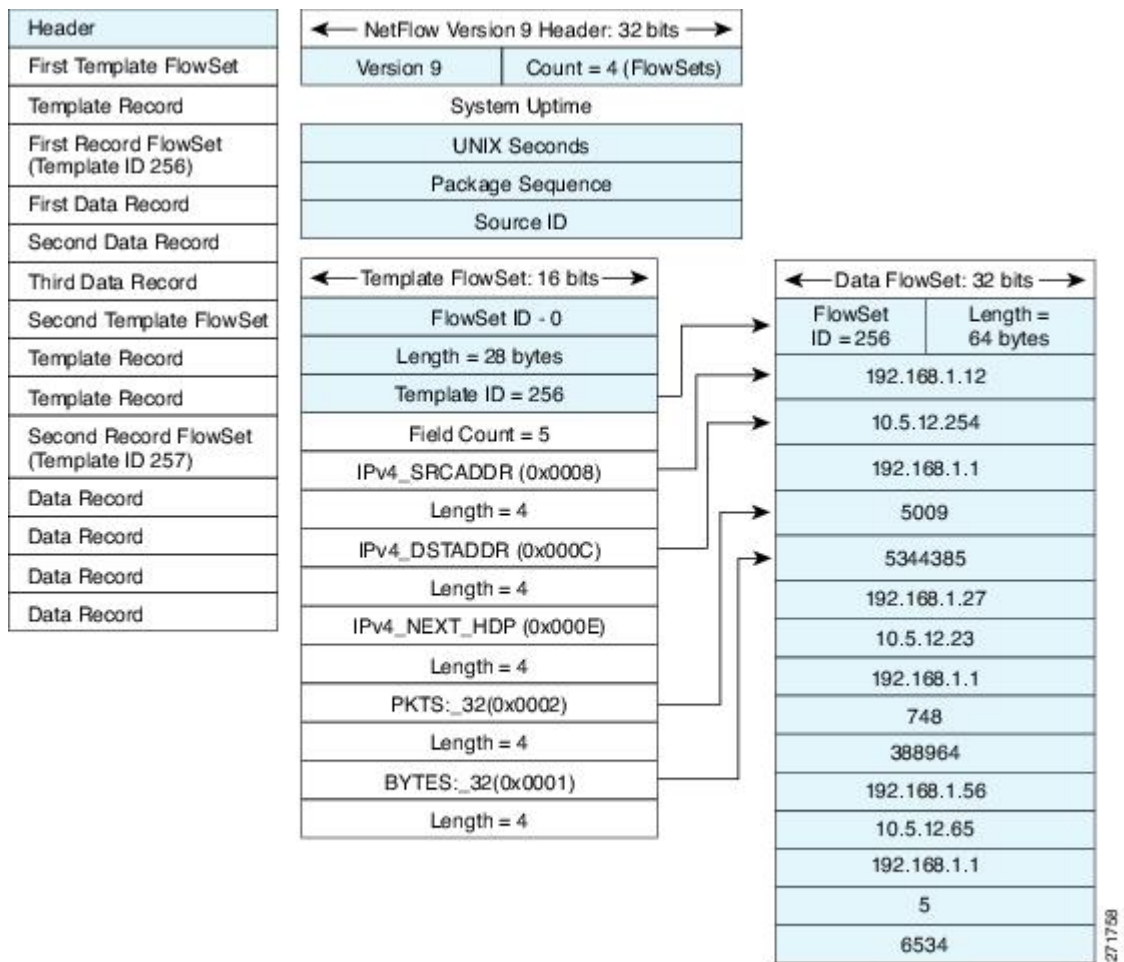 Header
First Template FlowSet
Template Record
First Record FlowSet
(Template ID 256)
First Data Record
Second Data Record
Third Data Record
Second Template FlowSet
Template Record
Template Record
Second Record FlowSet
(Template ID 257)
Data Record
Data Record
Data Record
Data Record
NetFlow Version 9 Header: 32 bits
Version 9
Count = 4 (FlowSets)
System Uptime
UNIX Seconds
Package Sequence
Source ID
Template FlowSet: 16 bits
FlowSet ID - 0
Length = 28 bytes
Template ID = 256
Field Count = 5
IPv4_SRCADDR (0x0008)
Length = 4
IPv4_DSTADDR (0x000C)
Length = 4
IPv4_NEXT_HDP (0x000E)
Length = 4
PKTS:_32(0x0002)
Length = 4
BYTES:_32(0x0001)
Length = 4
Data FlowSet: 32 bits
FlowSet
ID = 256
Length =
64 bytes
192.168.1.12
10.5.12.254
192.168.1.1
5009
5344385
192.168.1.27
10.5.12.23
192.168.1.1
748
388964
192.168.1.56
10.5.12.65
192.168.1.1
5
6534
271758